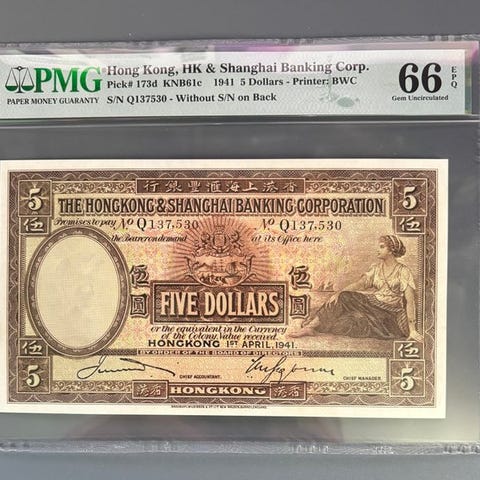 PMG
PAPER MONEY GUARANTY
Hong Kong, HK & Shanghai Banking Corp.
Pick# 173d KNB61c 1941 5 Dollars - Printer: BWC
S/N Q137530 - Without S/N on Back
66 EPQ
Gem Uncirculated
5 行銀豐滙海上港香 5
THE HONGKONG & SHANGHAI BANKING CORPORATION
伍 Promises to pay No Q137,530 No Q137,530 伍
the Bearer on demand at its Office here
伍 伍
圓 FIVE DOLLARS 圓
or the equivalent in the Currency
of the Colony, Value received.
HONGKONG 1ST APRIL, 1941.
伍 BY ORDER OF THE BOARD OF DIRECTORS 伍
5 CHIEF ACCOUNTANT. CHIEF MANAGER. 5
港香 HONGKONG 港香